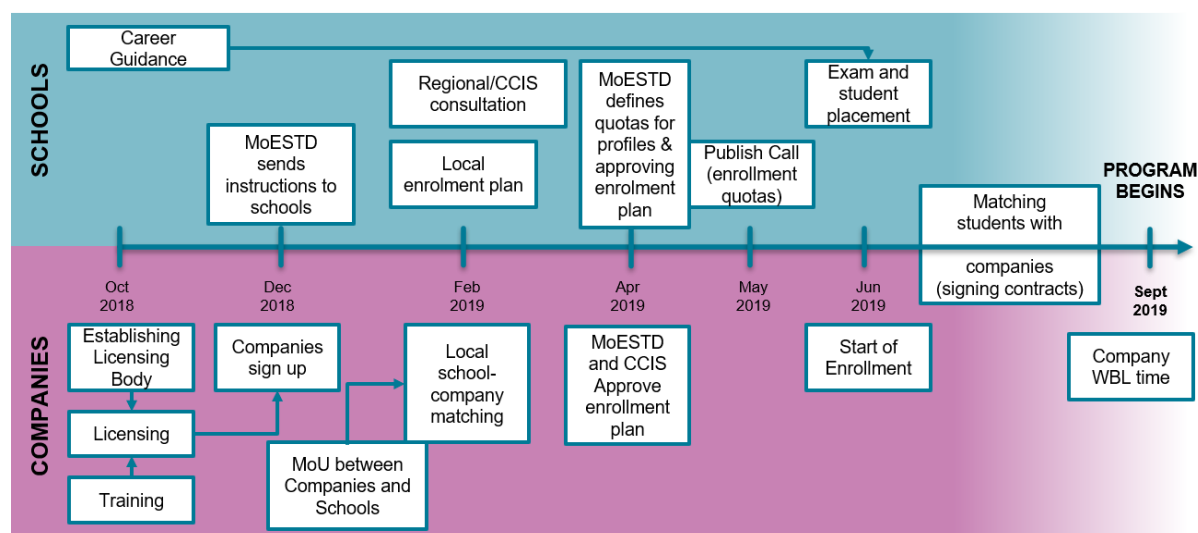 SCHOOLS
Career
Guidance
MoESTD
sends
instructions to
schools
Regional/CCIS
consultation
Local
enrolment plan
MoESTD
defines
quotas for
profiles &
approving
enrolment
plan
Publish Call
(enrollment
quotas)
Exam and
student
placement
Matching
students with
companies
(signing contracts)
PROGRAM
BEGINS
Oct
2018
Dec
2018
Feb
2019
Apr
2019
May
2019
Jun
2019
Sept
2019
COMPANIES
Establishing
Licensing
Body
Licensing
Training
Companies
sign up
MoU between
Companies and
Schools
Local
school-
company
matching
MoESTD
and CCIS
Approve
enrollment
plan
Start of
Enrollment
Company
WBL time